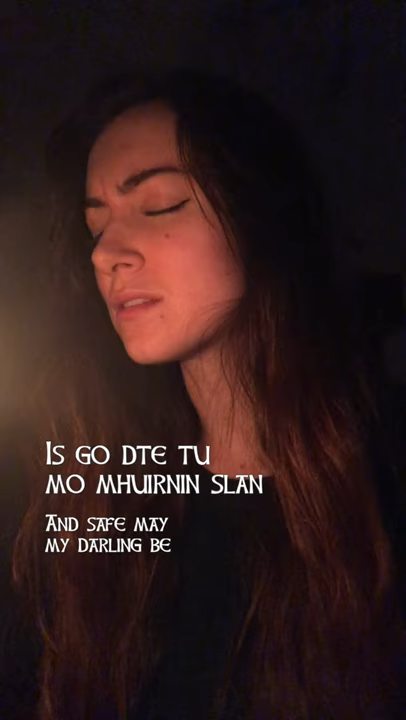 Is go dte tu
mo mhuirnin slan
And safe may
my darling be